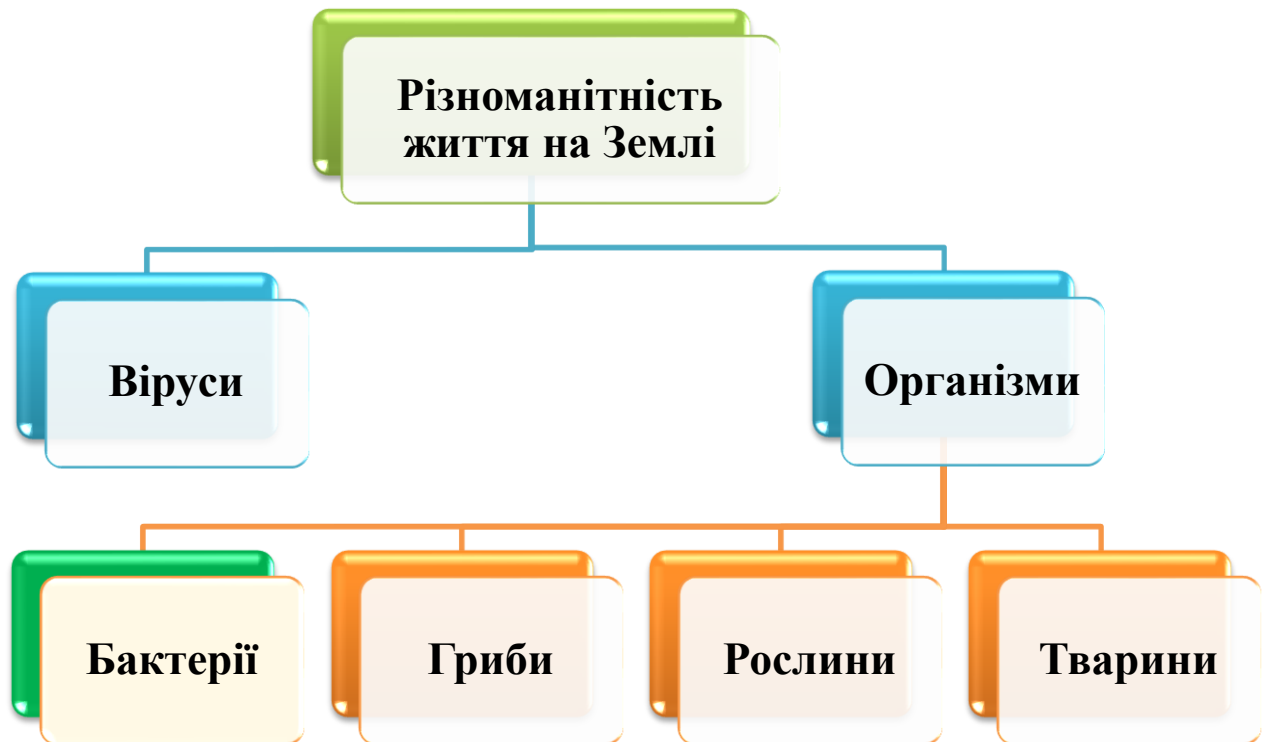 Різноманітність
життя на Землі
Віруси
Організми
Бактерії
Гриби
Рослини
Тварини